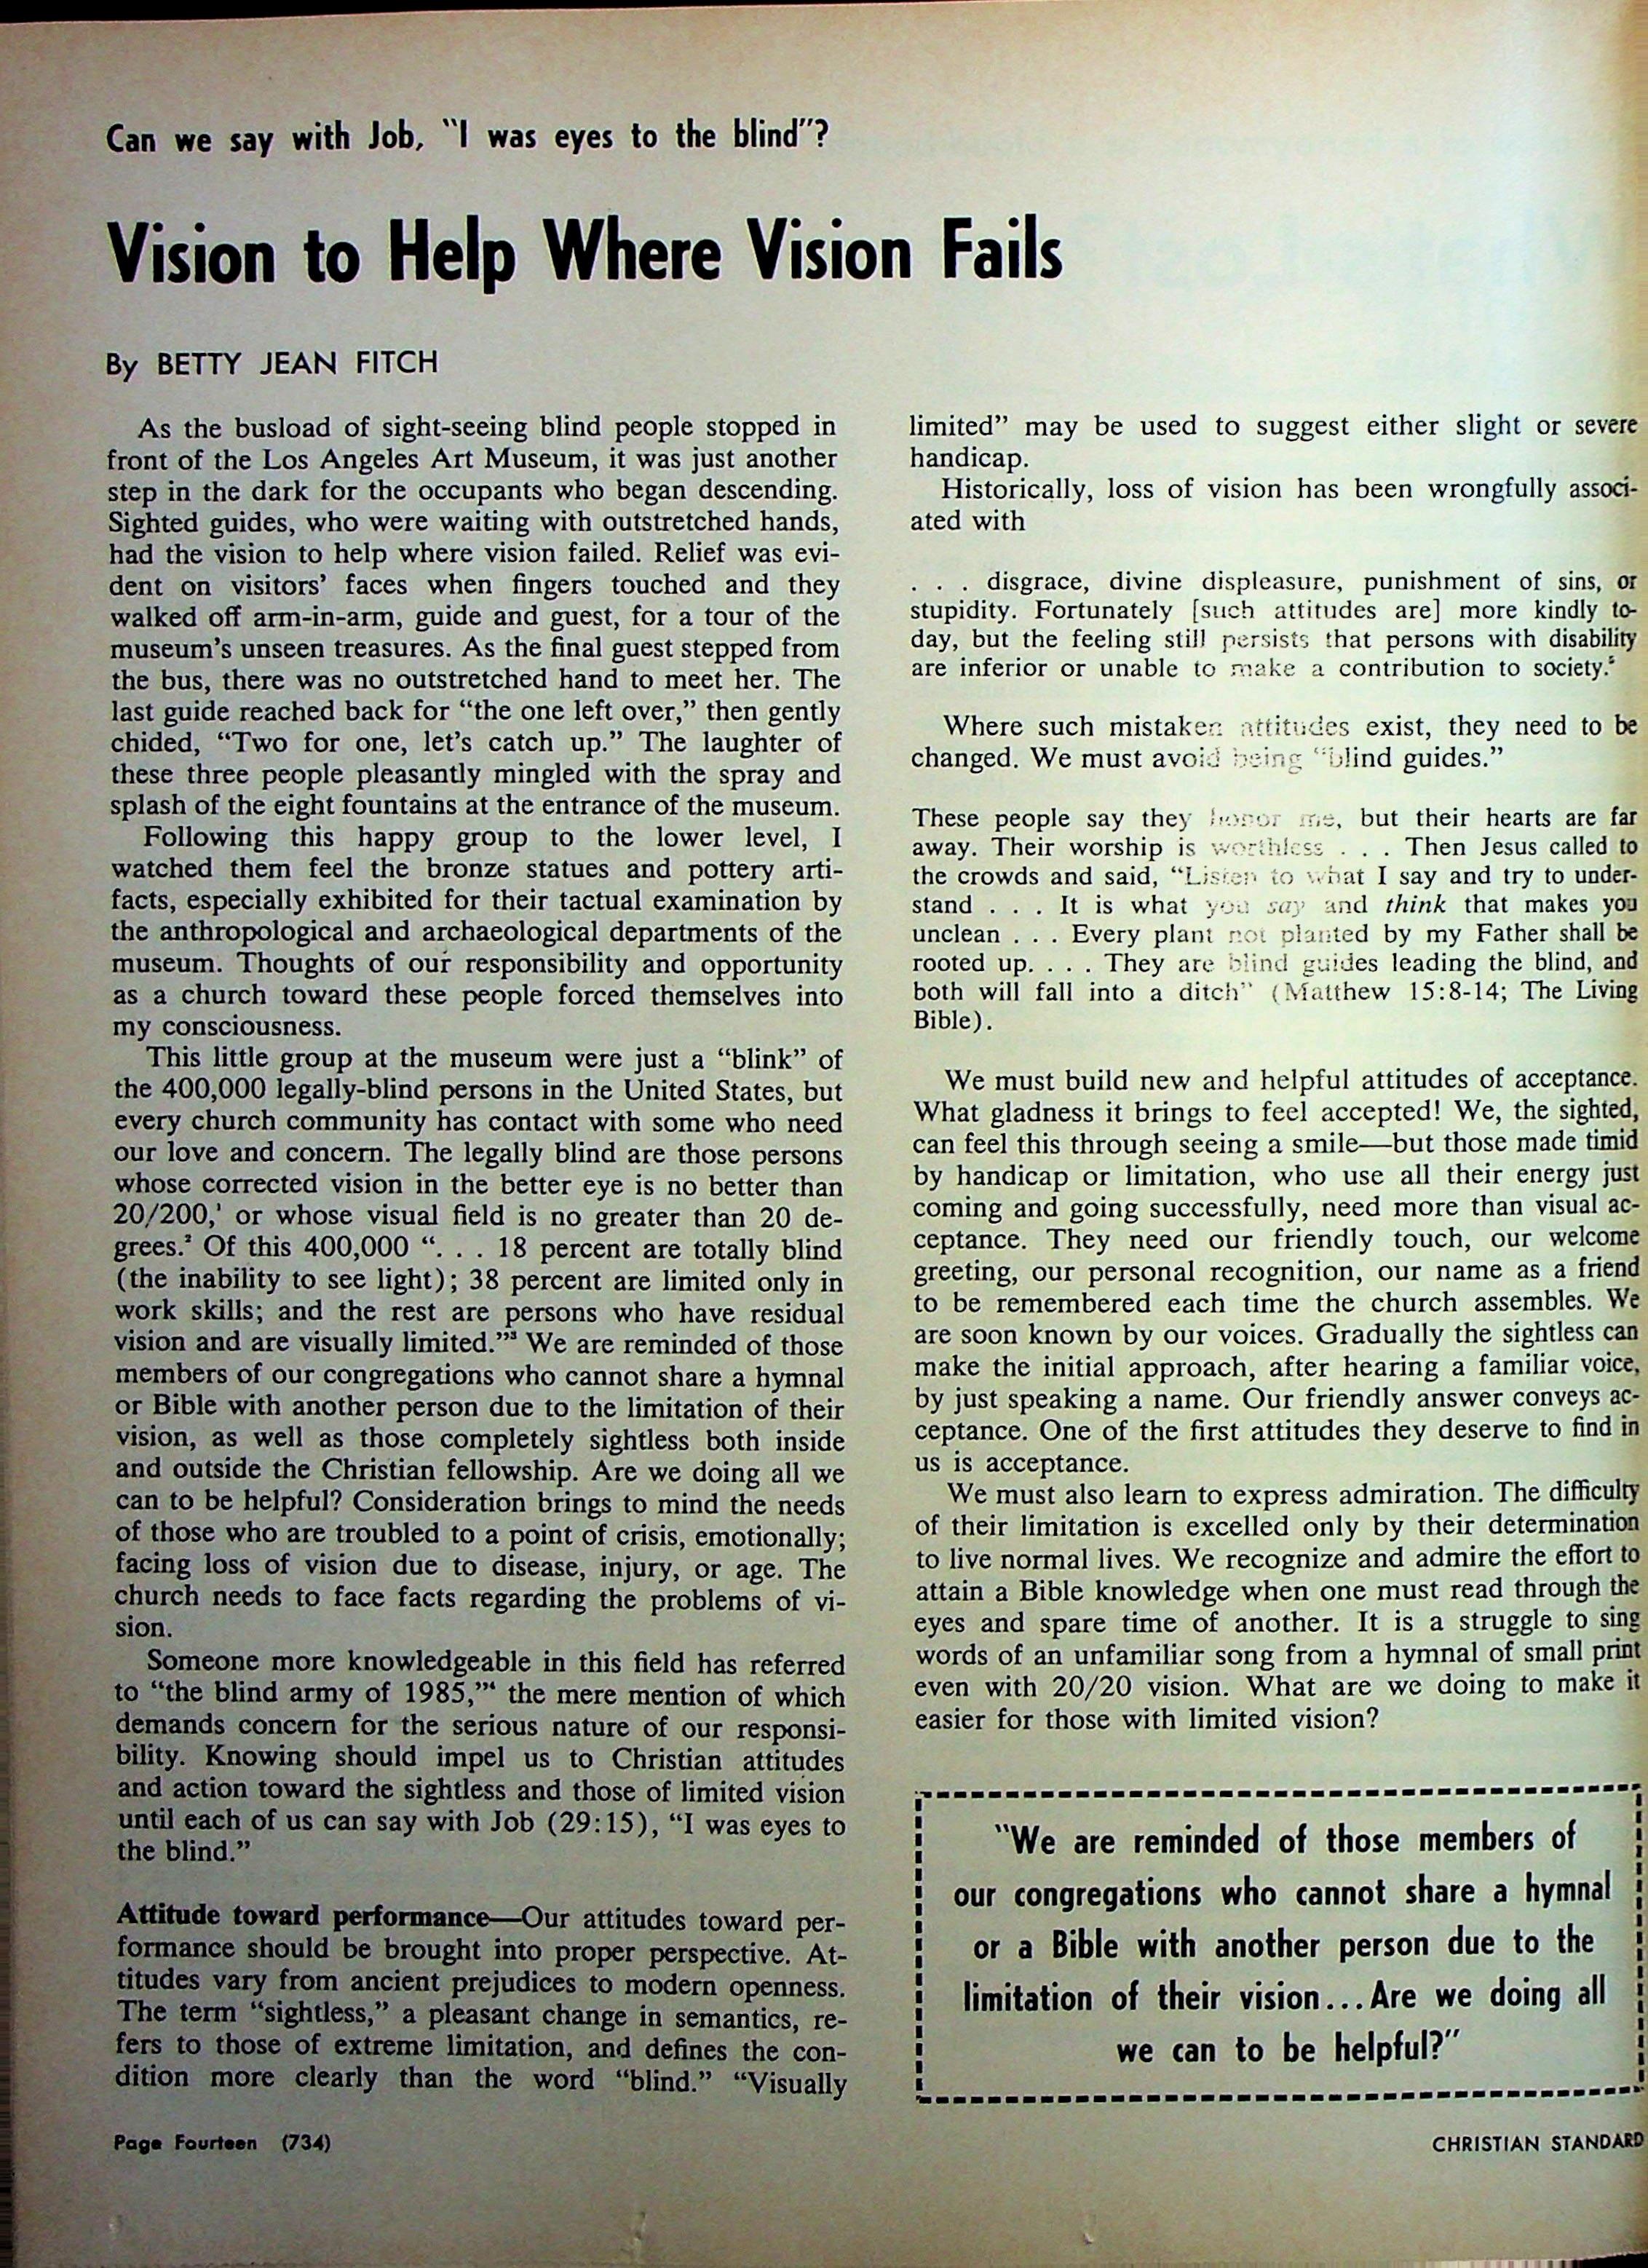 Can we say with Job, "I was eyes to the blind"?
Vision to Help Where Vision Fails
By BETTY JEAN FITCH
As the busload of sight-seeing blind people stopped in
front of the Los Angeles Art Museum, it was just another
step in the dark for the occupants who began descending.
Sighted guides, who were waiting with outstretched hands,
had the vision to help where vision failed. Relief was evi-
dent on visitors' faces when fingers touched and they
walked off arm-in-arm, guide and guest, for a tour of the
museum's unseen treasures. As the final guest stepped from
the bus, there was no outstretched hand to meet her. The
last guide reached back for "the one left over," then gently
chided, "Two for one, let's catch up." The laughter of
these three people pleasantly mingled with the spray and
splash of the eight fountains at the entrance of the museum.
Following this happy group to the lower level, I
watched them feel the bronze statues and pottery arti-
facts, especially exhibited for their tactual examination by
the anthropological and archaeological departments of the
museum. Thoughts of our responsibility and opportunity
as a church toward these people forced themselves into
my consciousness.
This little group at the museum were just a "blink" of
the 400,000 legally-blind persons in the United States, but
every church community has contact with some who need
our love and concern. The legally blind are those persons
whose corrected vision in the better eye is no better than
20/200,¹ or whose visual field is no greater than 20 de-
grees.² Of this 400,000 ". . . 18 percent are totally blind
(the inability to see light); 38 percent are limited only in
work skills; and the rest are persons who have residual
vision and are visually limited."³ We are reminded of those
members of our congregations who cannot share a hymnal
or Bible with another person due to the limitation of their
vision, as well as those completely sightless both inside
and outside the Christian fellowship. Are we doing all we
can to be helpful? Consideration brings to mind the needs
of those who are troubled to a point of crisis, emotionally;
facing loss of vision due to disease, injury, or age. The
church needs to face facts regarding the problems of vi-
sion.
Someone more knowledgeable in this field has referred
to "the blind army of 1985,"⁴ the mere mention of which
demands concern for the serious nature of our responsi-
bility. Knowing should impel us to Christian attitudes
and action toward the sightless and those of limited vision
until each of us can say with Job (29:15), "I was eyes to
the blind."
Attitude toward performance—Our attitudes toward per-
formance should be brought into proper perspective. At-
titudes vary from ancient prejudices to modern openness.
The term "sightless," a pleasant change in semantics, re-
fers to those of extreme limitation, and defines the con-
dition more clearly than the word "blind." "Visually
limited" may be used to suggest either slight or severe
handicap.
Historically, loss of vision has been wrongfully associ-
ated with
. . . disgrace, divine displeasure, punishment of sins, or
stupidity. Fortunately [such attitudes are] more kindly to-
day, but the feeling still persists that persons with disability
are inferior or unable to make a contribution to society.⁵
Where such mistaken attitudes exist, they need to be
changed. We must avoid being "blind guides."
These people say they honor me, but their hearts are far
away. Their worship is worthless . . . Then Jesus called to
the crowds and said, "Listen to what I say and try to under-
stand . . . It is what you say and think that makes you
unclean . . . Every plant not planted by my Father shall be
rooted up. . . . They are blind guides leading the blind, and
both will fall into a ditch" (Matthew 15:8-14; The Living
Bible).
We must build new and helpful attitudes of acceptance.
What gladness it brings to feel accepted! We, the sighted,
can feel this through seeing a smile—but those made timid
by handicap or limitation, who use all their energy just
coming and going successfully, need more than visual ac-
ceptance. They need our friendly touch, our welcome
greeting, our personal recognition, our name as a friend
to be remembered each time the church assembles. We
are soon known by our voices. Gradually the sightless can
make the initial approach, after hearing a familiar voice,
by just speaking a name. Our friendly answer conveys ac-
ceptance. One of the first attitudes they deserve to find in
us is acceptance.
We must also learn to express admiration. The difficulty
of their limitation is excelled only by their determination
to live normal lives. We recognize and admire the effort to
attain a Bible knowledge when one must read through the
eyes and spare time of another. It is a struggle to sing
words of an unfamiliar song from a hymnal of small print
even with 20/20 vision. What are we doing to make it
easier for those with limited vision?
"We are reminded of those members of
our congregations who cannot share a hymnal
or a Bible with another person due to the
limitation of their vision...Are we doing all
we can to be helpful?"
Page Fourteen (734)
CHRISTIAN STANDARD